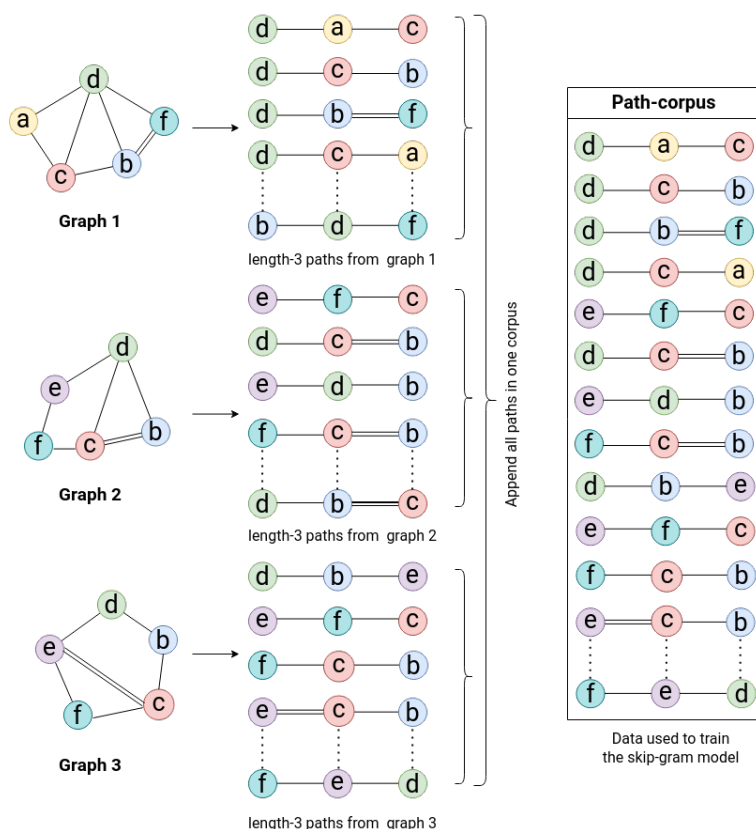 d a c
d c b
d b f
d c a
b d f
length-3 paths from graph 1
a
d
f
c
b
Graph 1
e f c
d c b
e d b
f c b
d b c
length-3 paths from graph 2
d
e
f
c
b
Graph 2
d b e
e f c
f c b
e c b
f e d
length-3 paths from graph 3
d
e
b
f
c
Graph 3
Append all paths in one corpus
Path-corpus
d a c
d c b
d b f
d c a
e f c
d c b
e d b
f c b
d b e
e f c
f c b
e c b
f e d
Data used to train
the skip-gram model